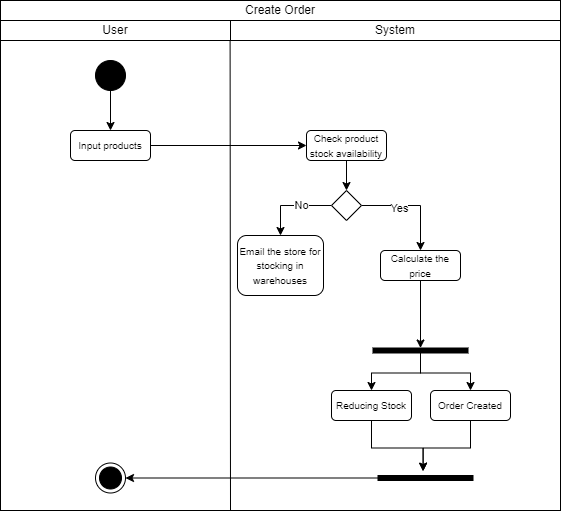 Create Order
User
System
Input products
Check product
stock availability
No
Yes
Email the store for
stocking in
warehouses
Calculate the
price
Reducing Stock
Order Created